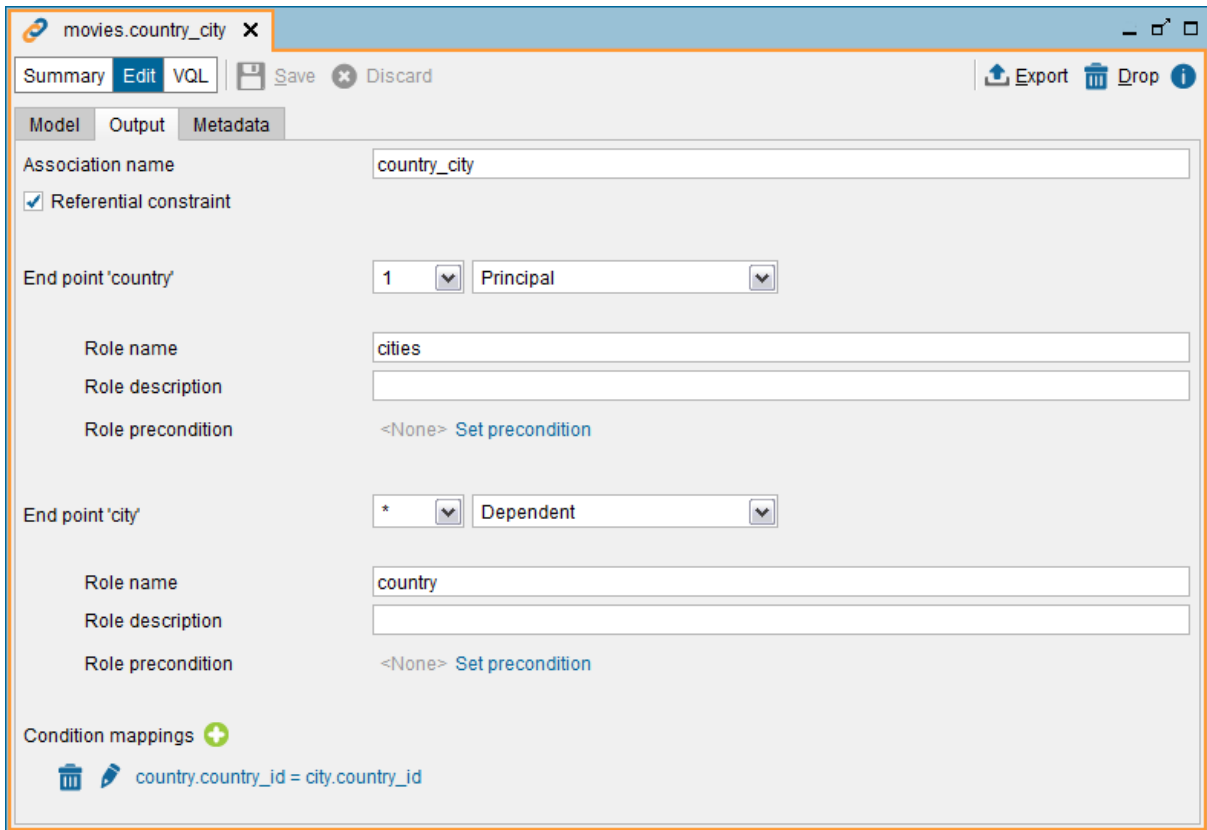 movies.country_city
Summary Edit VQL Save Discard Export Drop
Model Output Metadata
Association name country_city
Referential constraint
End point 'country' 1 Principal
Role name cities
Role description
Role precondition <None> Set precondition
End point 'city' * Dependent
Role name country
Role description
Role precondition <None> Set precondition
Condition mappings
country.country_id = city.country_id